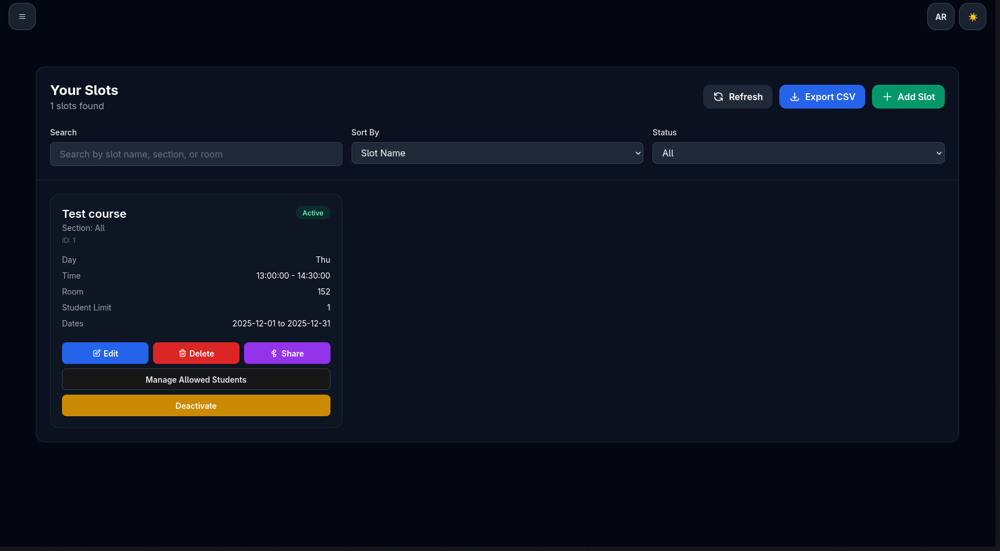 AR
Your Slots
1 slots found
Refresh
Export CSV
Add Slot
Search
Sort By
Status
Search by slot name, section, or room
Slot Name
All
Test course
Active
Section: All
ID: 1
Day Thu
Time 13:00:00 - 14:30:00
Room 152
Student Limit 1
Dates 2025-12-01 to 2025-12-31
Edit
Delete
Share
Manage Allowed Students
Deactivate